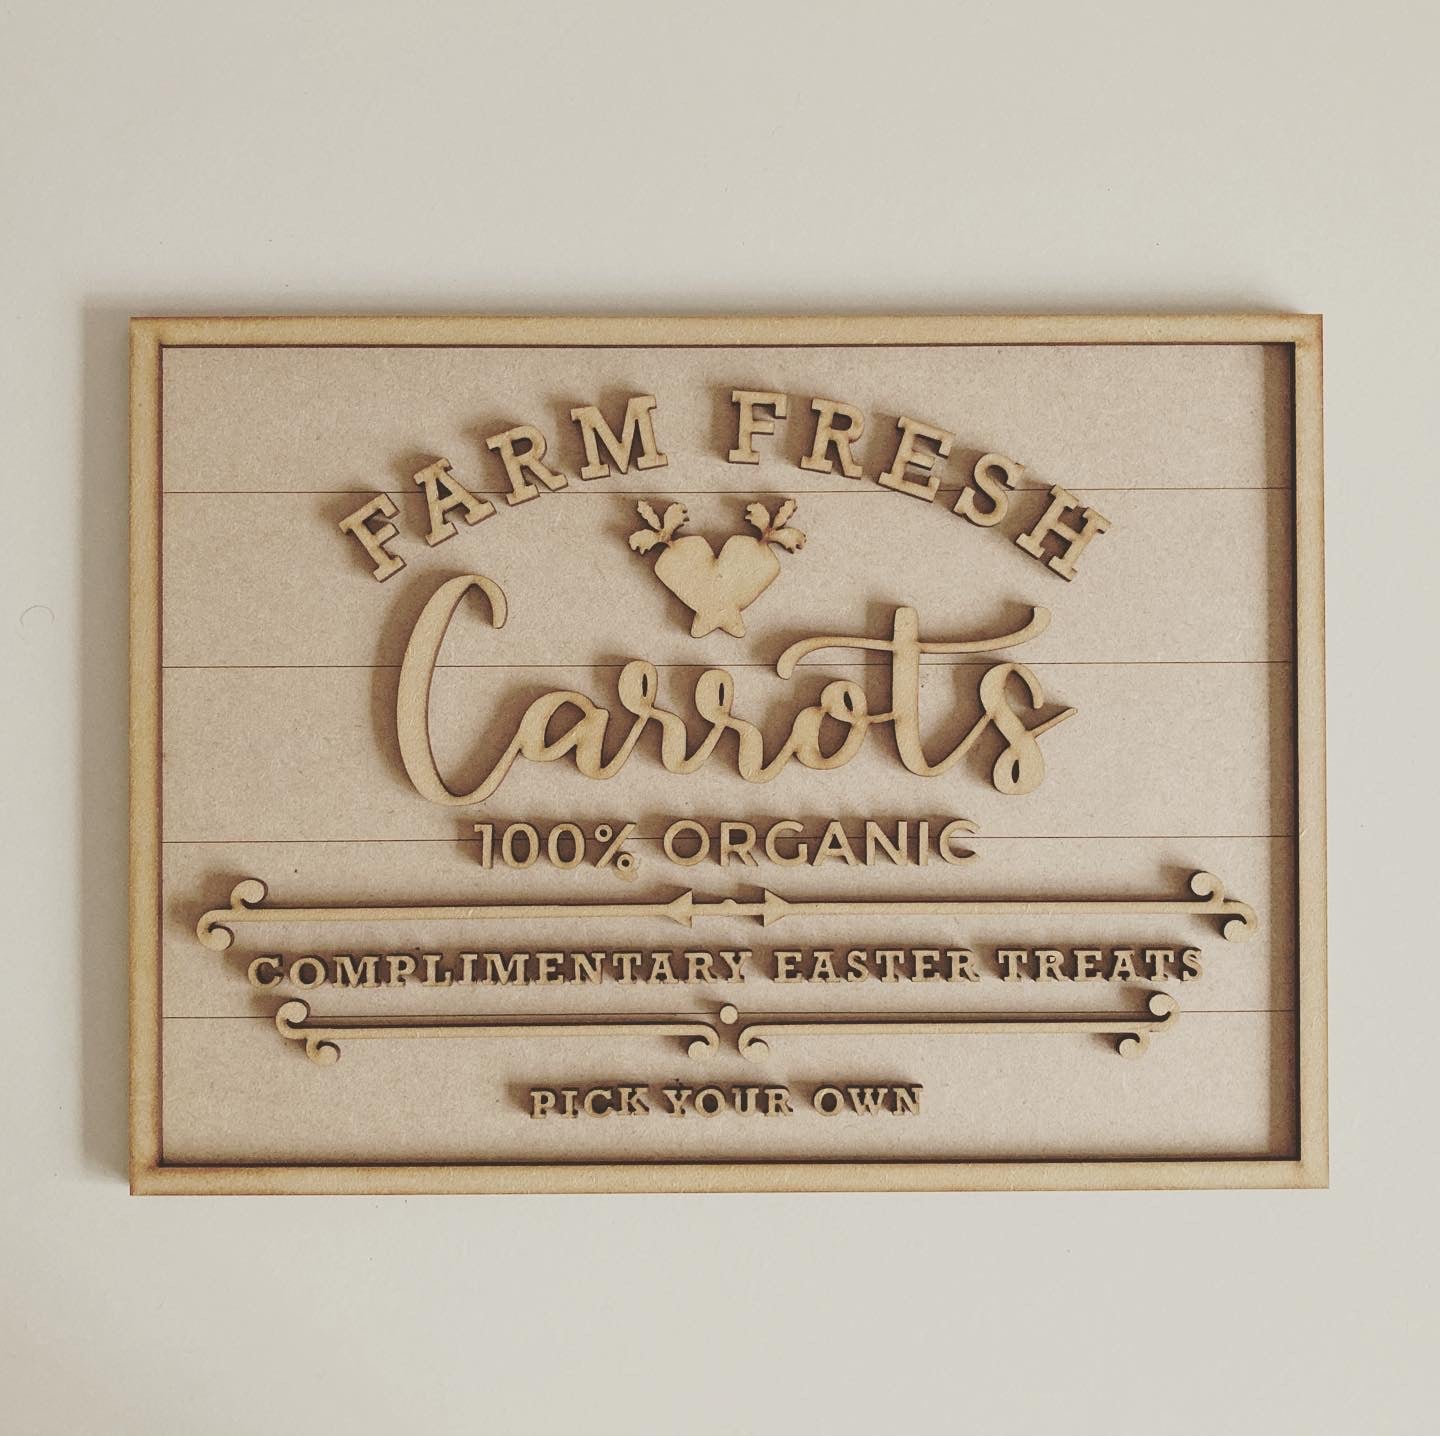 FARM FRESH
Carrots
100% ORGANIC
COMPLIMENTARY EASTER TREATS
PICK YOUR OWN